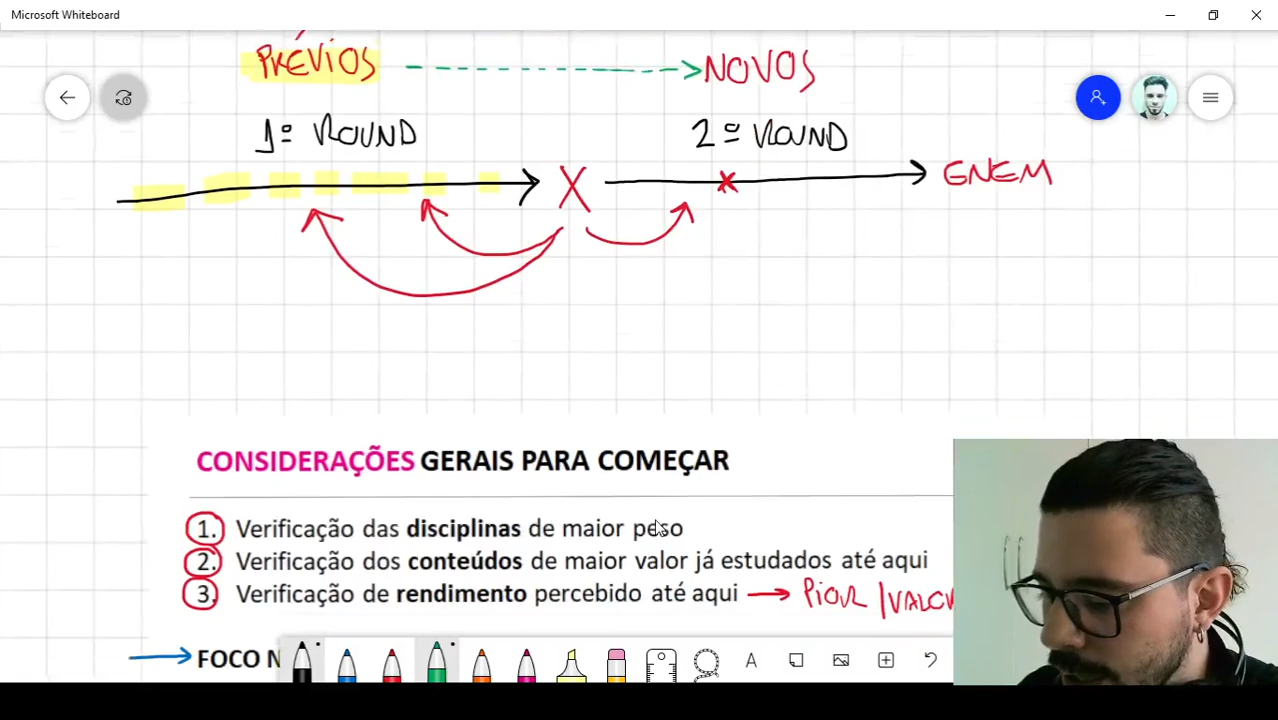 Microsoft Whiteboard
PRÉVIOS NOVOS
1º ROUND 2º ROUND
X x ENEM
CONSIDERAÇÕES GERAIS PARA COMEÇAR
1. Verificação das disciplinas de maior peso
2. Verificação dos conteúdos de maior valor já estudados até aqui
3. Verificação de rendimento percebido até aqui → PIOR /VALOR
FOCO N
A